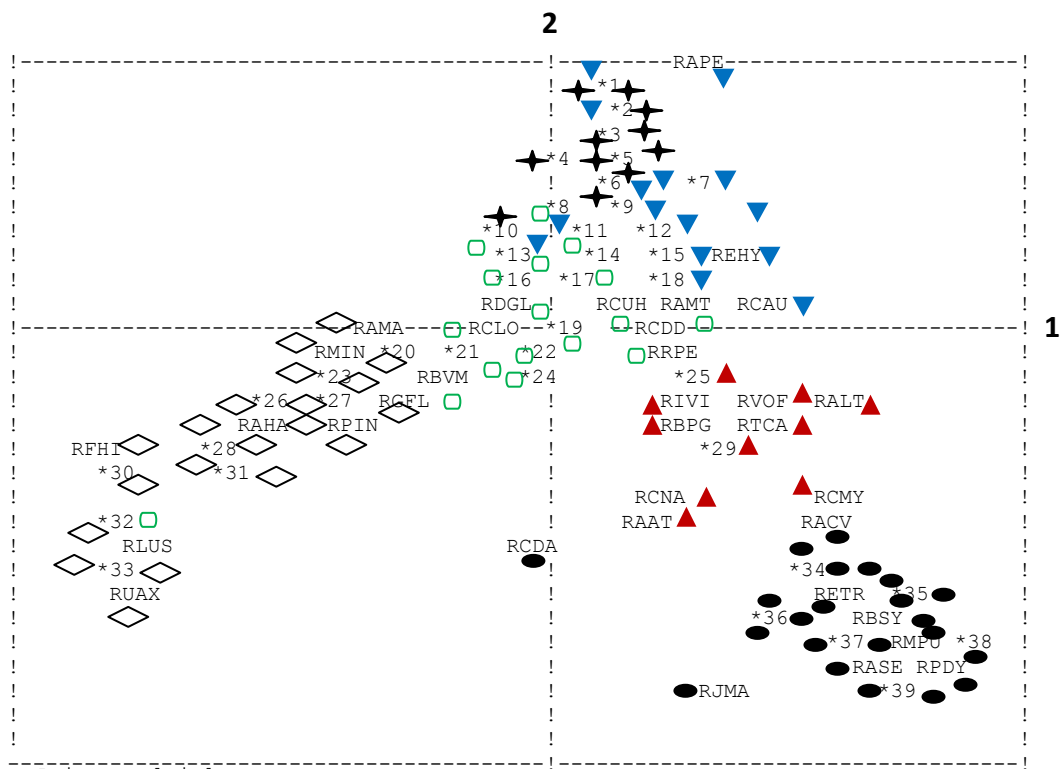 2
RAPE
*1
*2
*3
*4 *5
*6 *7
*8 *9
*10 *11 *12
*13 *14 *15 REHY
*16 *17 *18
RDGL RCUH RAMT RCAU
RAMA RCLO *19 RCDD 1
RMIN *20 *21 *22 RRPE
*23 RBVM *24 *25
*26 *27 RGFL RIVI RVOF RALT
RAHA RPIN RBPG RTCA
RFHI *28 *29
*30 *31
RCNA RCMY
*32 RAAT RACV
RLUS RCDA
*33 *34
RUAX RETR *35
*36 RBSY
*37 RMPU *38
RASE RPDY
RJMA *39